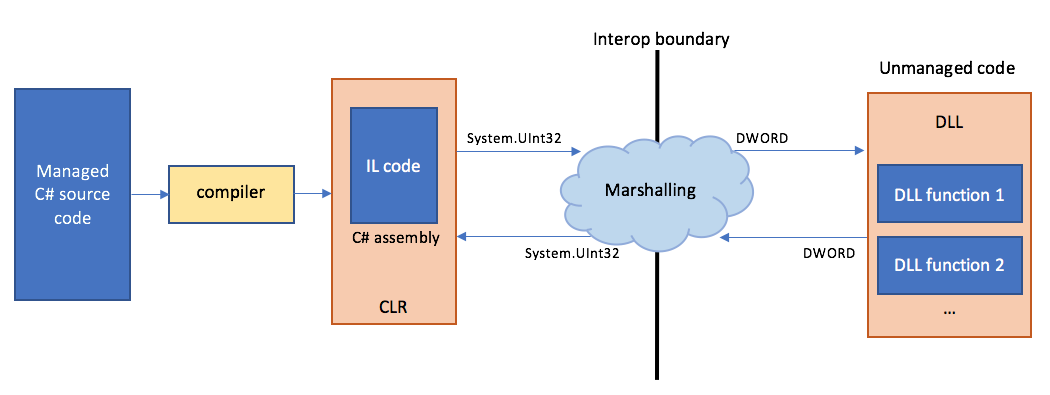 Interop boundary
Unmanaged code
Managed
C# source
code
compiler
IL code
C# assembly
CLR
System.UInt32
System.UInt32
Marshalling
DWORD
DWORD
DLL
DLL function 1
DLL function 2
...